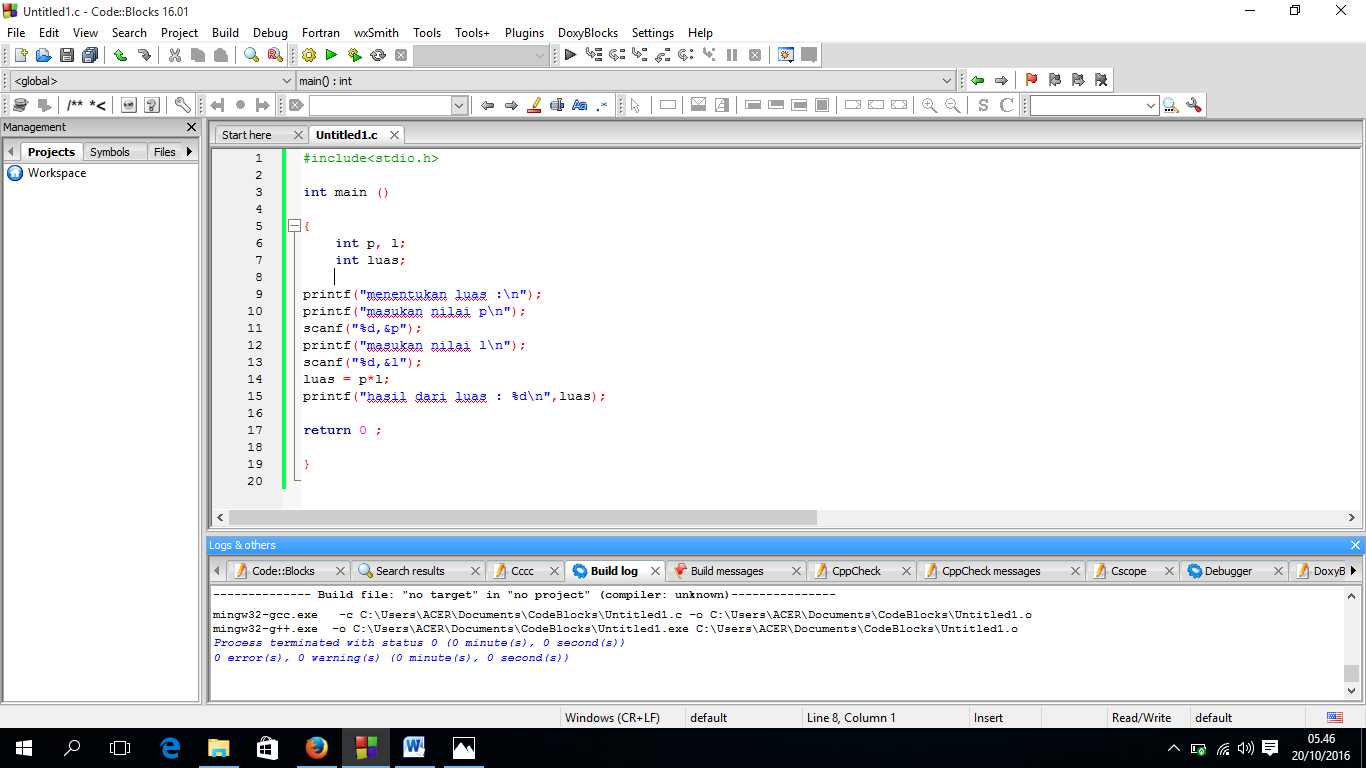 Untitled1.c - Code::Blocks 16.01
File Edit View Search Project Build Debug Fortran wxSmith Tools Tools+ Plugins DoxyBlocks Settings Help
<global> main() : int
/** *< Aa .* S C
Management
Projects Symbols Files
Workspace
Start here Untitled1.c
1 #include<stdio.h>
2
3 int main ()
4
5 {
6 int p, l;
7 int luas;
8
9 printf("menentukan luas :\n");
10 printf("masukan nilai p\n");
11 scanf("%d,&p");
12 printf("masukan nilai l\n");
13 scanf("%d,&l");
14 luas = p*l;
15 printf("hasil dari luas : %d\n",luas);
16
17 return 0 ;
18
19 }
20
Logs & others
Code::Blocks Search results Cccc Build log Build messages CppCheck CppCheck messages Cscope Debugger DoxyB
-------------- Build file: "no target" in "no project" (compiler: unknown)---------------
mingw32-gcc.exe -c C:\Users\ACER\Documents\CodeBlocks\Untitled1.c -o C:\Users\ACER\Documents\CodeBlocks\Untitled1.o
mingw32-g++.exe -o C:\Users\ACER\Documents\CodeBlocks\Untitled1.exe C:\Users\ACER\Documents\CodeBlocks\Untitled1.o
Process terminated with status 0 (0 minute(s), 0 second(s))
0 error(s), 0 warning(s) (0 minute(s), 0 second(s))
Windows (CR+LF) default Line 8, Column 1 Insert Read/Write default
05.46
20/10/2016